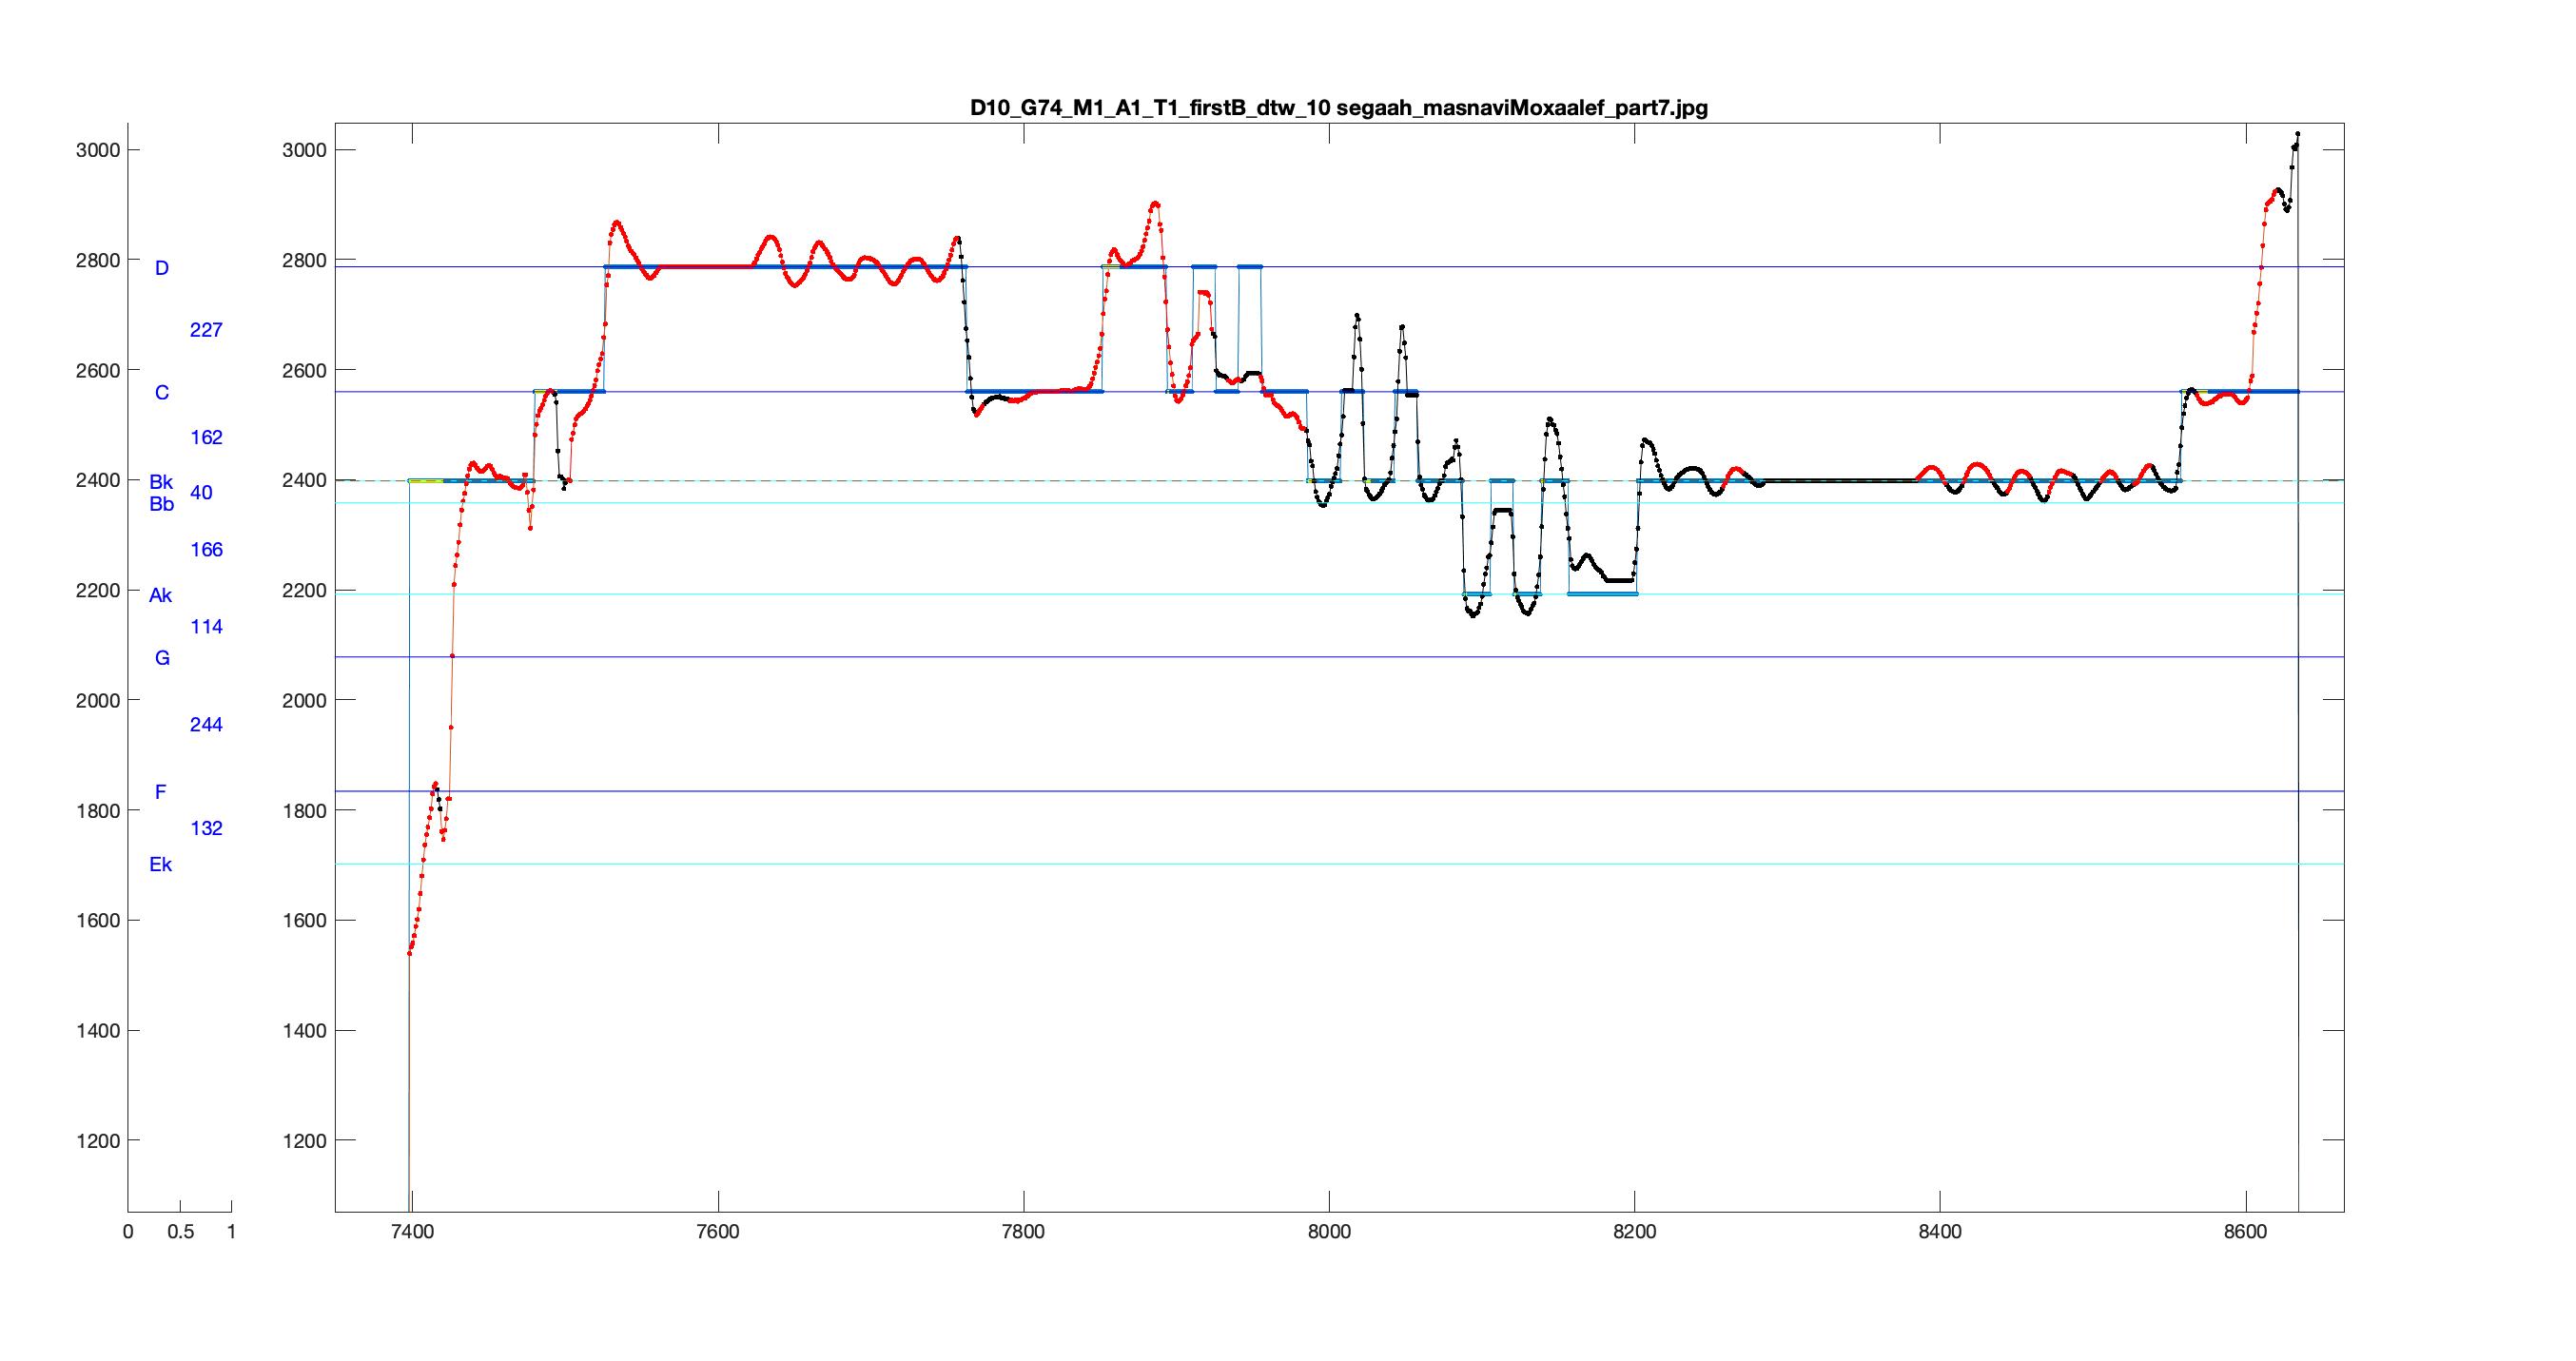 D10_G74_M1_A1_T1_firstB_dtw_10 segaah_masnaviMoxaalef_part7.jpg
3000 3000
2800 D 2800
227
2600 2600
C
162
2400 Bk 2400
40
Bb
166
2200 Ak 2200
114
G
2000 2000
244
F
1800 1800
132
Ek
1600 1600
1400 1400
1200 1200
0 0.5 1 7400 7600 7800 8000 8200 8400 8600